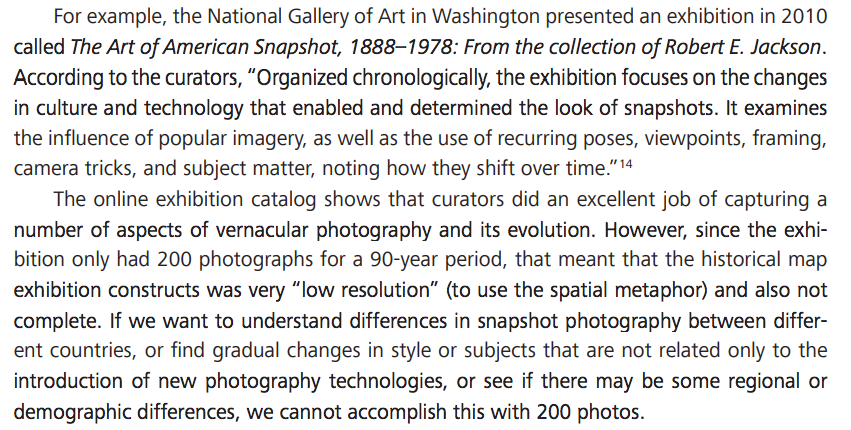 For example, the National Gallery of Art in Washington presented an exhibition in 2010
called The Art of American Snapshot, 1888–1978: From the collection of Robert E. Jackson.
According to the curators, “Organized chronologically, the exhibition focuses on the changes
in culture and technology that enabled and determined the look of snapshots. It examines
the influence of popular imagery, as well as the use of recurring poses, viewpoints, framing,
camera tricks, and subject matter, noting how they shift over time.”14
The online exhibition catalog shows that curators did an excellent job of capturing a
number of aspects of vernacular photography and its evolution. However, since the exhi-
bition only had 200 photographs for a 90-year period, that meant that the historical map
exhibition constructs was very “low resolution” (to use the spatial metaphor) and also not
complete. If we want to understand differences in snapshot photography between differ-
ent countries, or find gradual changes in style or subjects that are not related only to the
introduction of new photography technologies, or see if there may be some regional or
demographic differences, we cannot accomplish this with 200 photos.